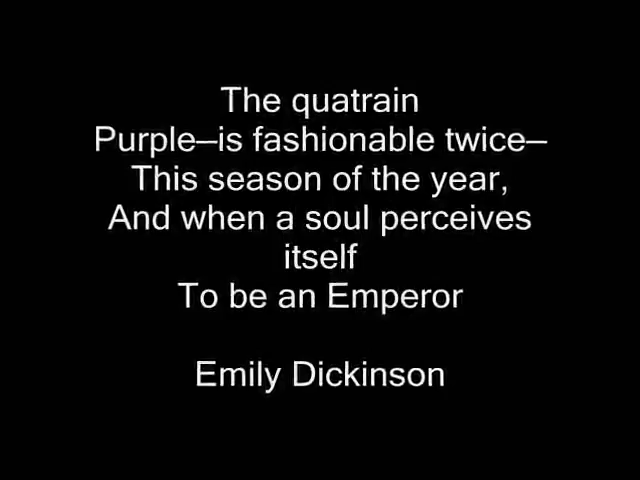 The quatrain
Purple—is fashionable twice—
This season of the year,
And when a soul perceives
itself
To be an Emperor
Emily Dickinson